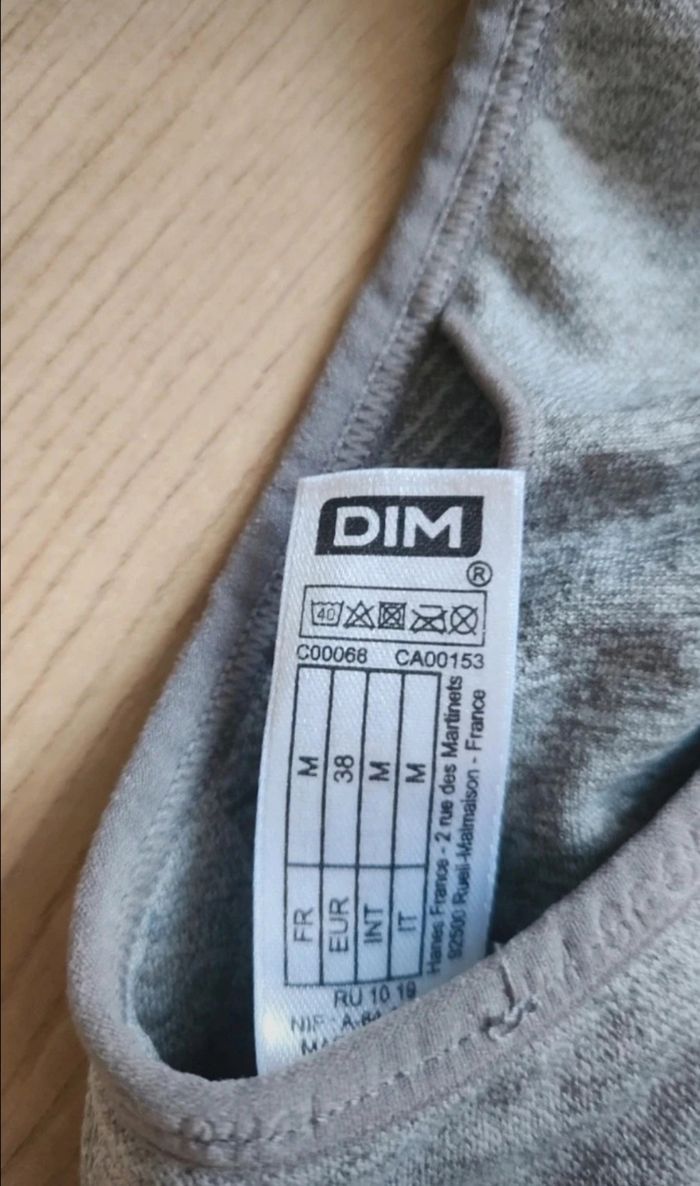 DIM
®
40
C00068 CA00153
FR M
EUR 38
INT M
IT M
Hanes France - 2 rue des Martinets
92500 Rueil-Malmaison - France
RU 10 19
NIF - A-